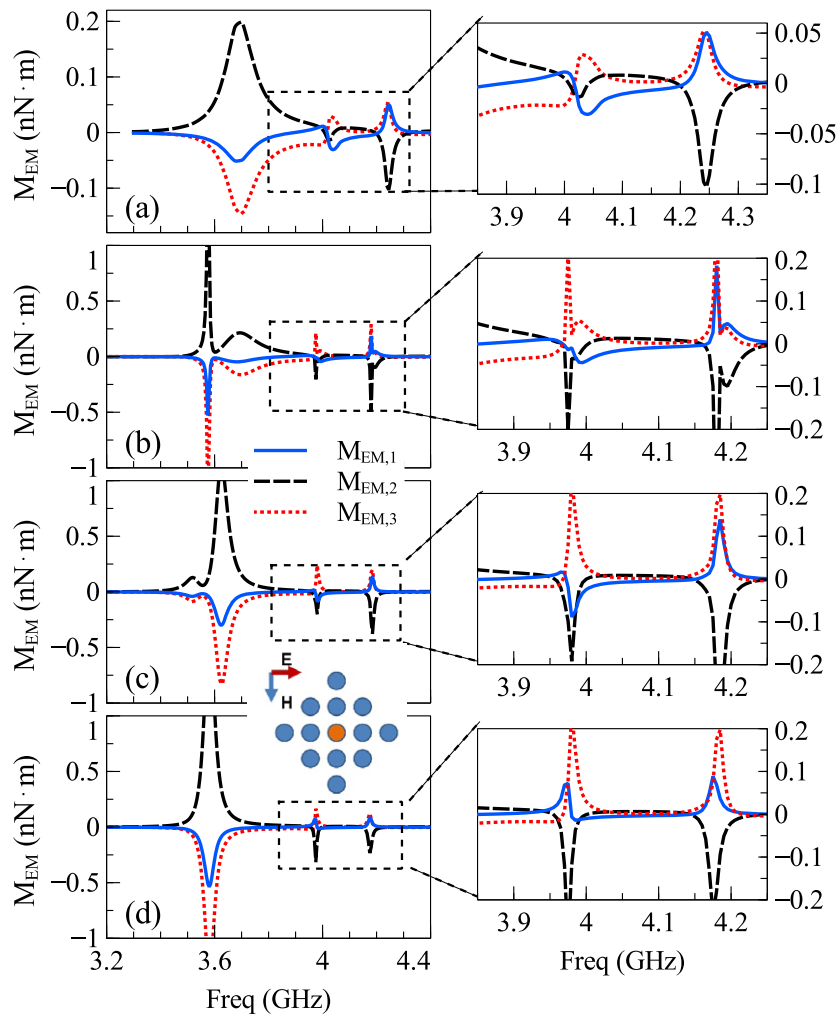 0.2
0.1
0
−0.1
M_EM (nN·m)
(a)
0.05
0
−0.05
−0.1
3.9 4 4.1 4.2 4.3
1
0.5
0
−0.5
−1
M_EM (nN·m)
(b)
0.2
0.1
0
−0.1
−0.2
3.9 4 4.1 4.2
M_EM,1
M_EM,2
M_EM,3
1
0.5
0
−0.5
−1
M_EM (nN·m)
(c)
0.2
0.1
0
−0.1
−0.2
3.9 4 4.1 4.2
E
H
1
0.5
0
−0.5
−1
M_EM (nN·m)
(d)
3.2 3.6 4 4.4
Freq (GHz)
0.2
0.1
0
−0.1
−0.2
3.9 4 4.1 4.2
Freq (GHz)